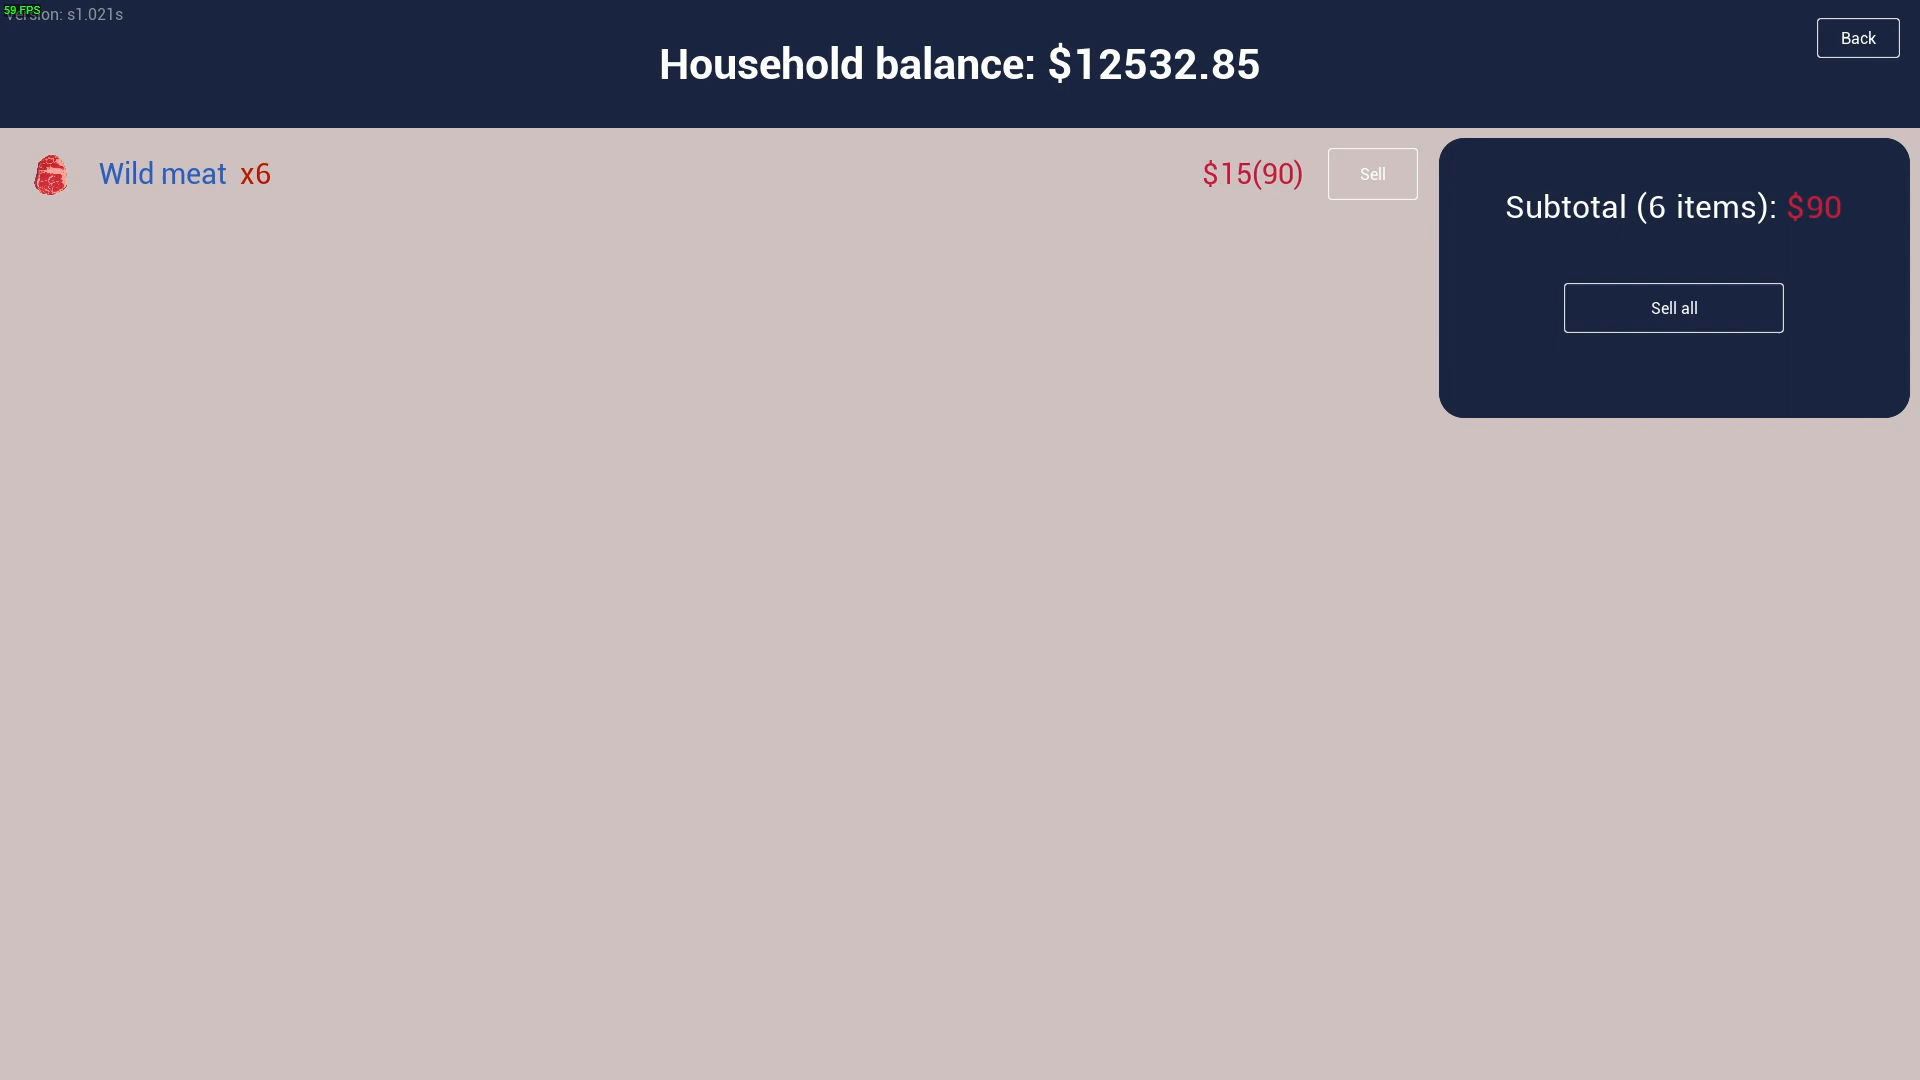 59 FPS
Version: s1.021s
Household balance: $12532.85
Back
Wild meat x6
$15(90)
Sell
Subtotal (6 items): $90
Sell all